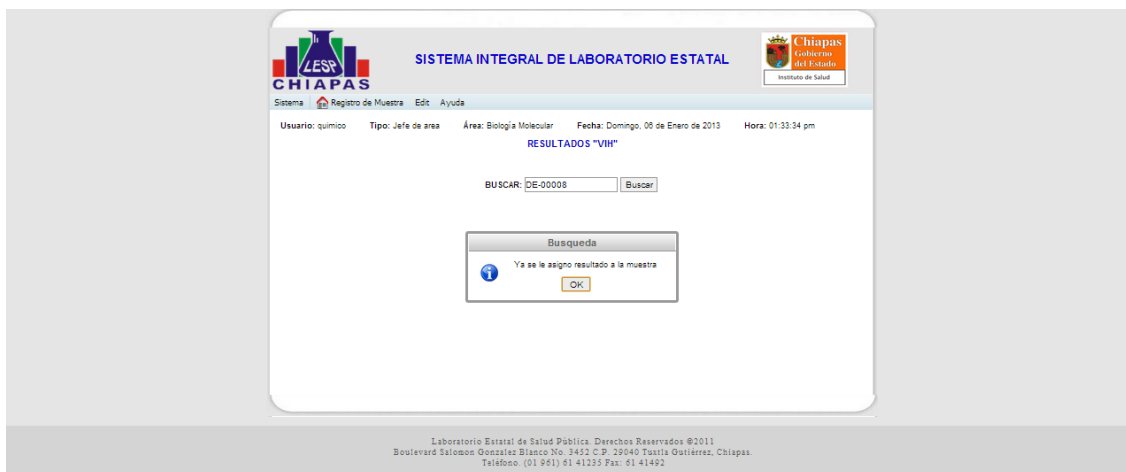 LESP
CHIAPAS
SISTEMA INTEGRAL DE LABORATORIO ESTATAL
Chiapas
Gobierno
del Estado
Instituto de Salud
Sistema Registro de Muestra Edit Ayuda
Usuario: quimico Tipo: Jefe de area Área: Biología Molecular Fecha: Domingo, 06 de Enero de 2013 Hora: 01:33:34 pm
RESULTADOS "VIH"
BUSCAR: DE-00008 Buscar
Busqueda
Ya se le asigno resultado a la muestra
OK
Laboratorio Estatal de Salud Pública. Derechos Reservados ©2011
Boulevard Salomon Gonzalez Blanco No. 3452 C.P. 29040 Tuxtla Gutiérrez, Chiapas.
Teléfono. (01 961) 61 41235 Fax: 61 41492